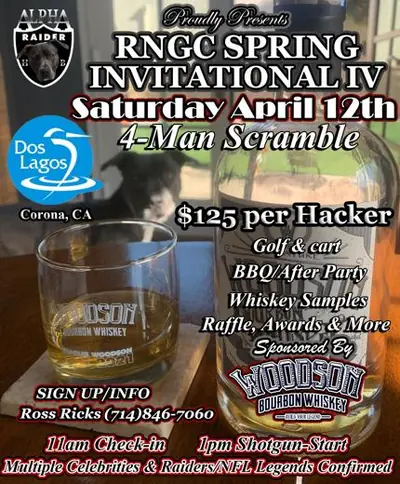 ALPHA
RAIDER
H B
Proudly Presents
RNGC SPRING
INVITATIONAL IV
Saturday April 12th
4-Man Scramble
Dos
Lagos
Corona, CA
$125 per Hacker
Golf & cart
BBQ/After Party
Whiskey Samples
Raffle, Awards & More
Sponsored By
WOODSON
BOURBON WHISKEY
WOODSON
BOURBON WHISKEY
SIGN UP/INFO
Ross Ricks (714)846-7060
11am Check-in 1pm Shotgun-Start
Multiple Celebrities & Raiders/NFL Legends Confirmed